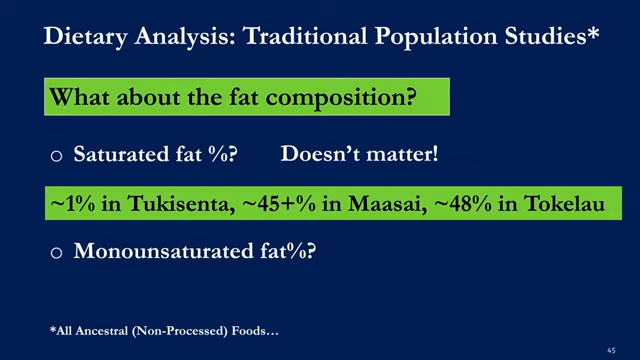 Dietary Analysis: Traditional Population Studies*
What about the fat composition?
Saturated fat %? Doesn't matter!
~1% in Tukisenta, ~45+% in Maasai, ~48% in Tokelau
Monounsaturated fat%?
*All Ancestral (Non-Processed) Foods…
45